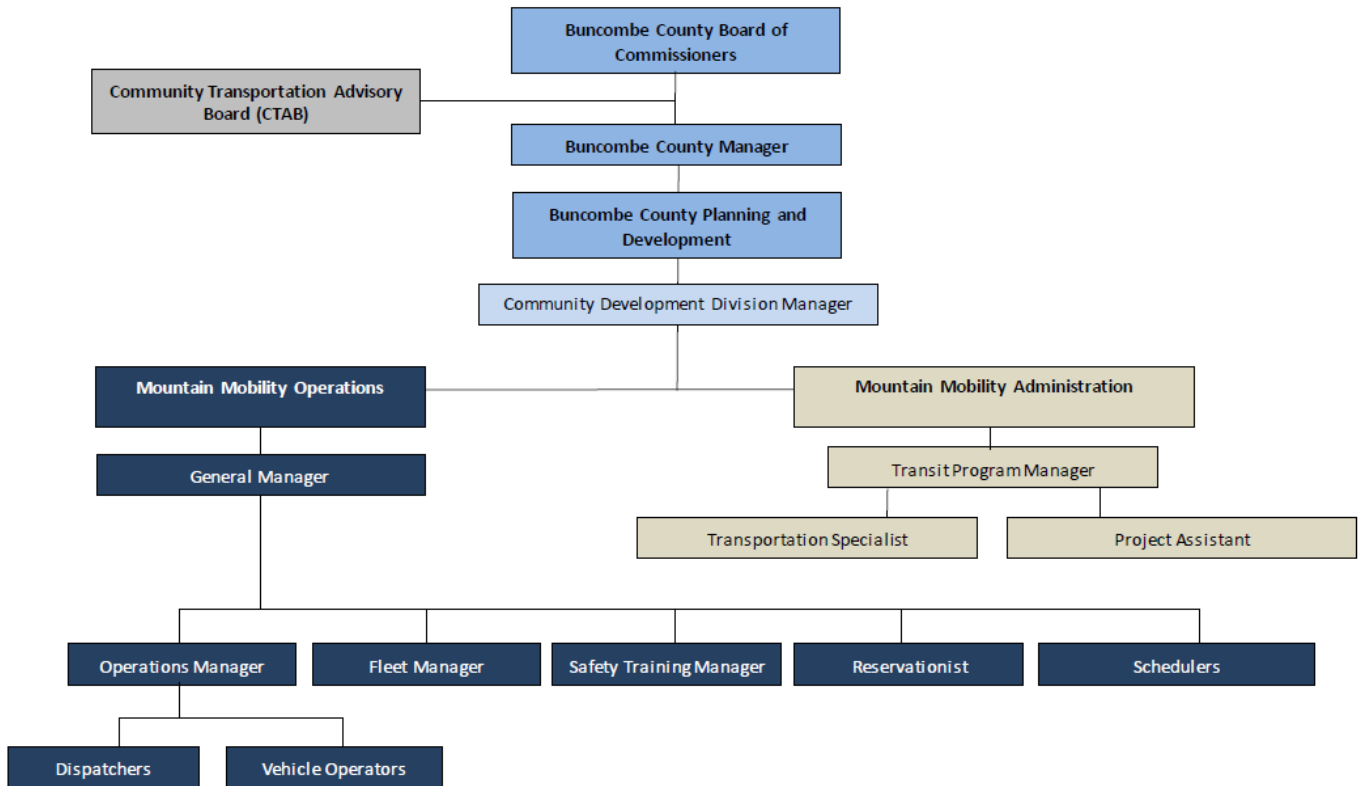 Buncombe County Board of
Commissioners
Community Transportation Advisory
Board (CTAB)
Buncombe County Manager
Buncombe County Planning and
Development
Community Development Division Manager
Mountain Mobility Operations
Mountain Mobility Administration
General Manager
Transit Program Manager
Transportation Specialist
Project Assistant
Operations Manager
Fleet Manager
Safety Training Manager
Reservationist
Schedulers
Dispatchers
Vehicle Operators